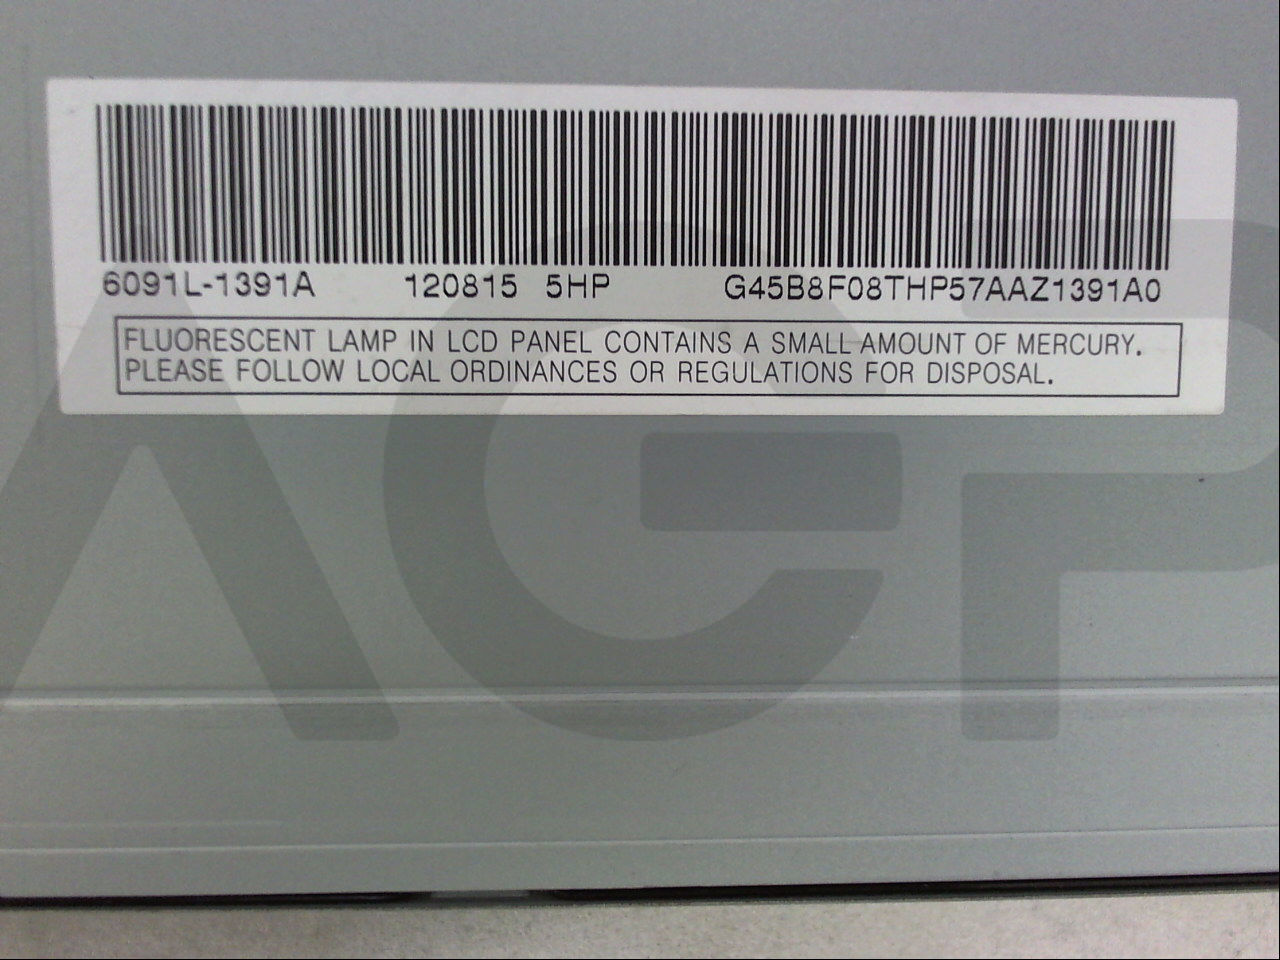 6091L-1391A 120815 5HP G45B8F08THP57AAZ1391A0
FLUORESCENT LAMP IN LCD PANEL CONTAINS A SMALL AMOUNT OF MERCURY.
PLEASE FOLLOW LOCAL ORDINANCES OR REGULATIONS FOR DISPOSAL.
AGP